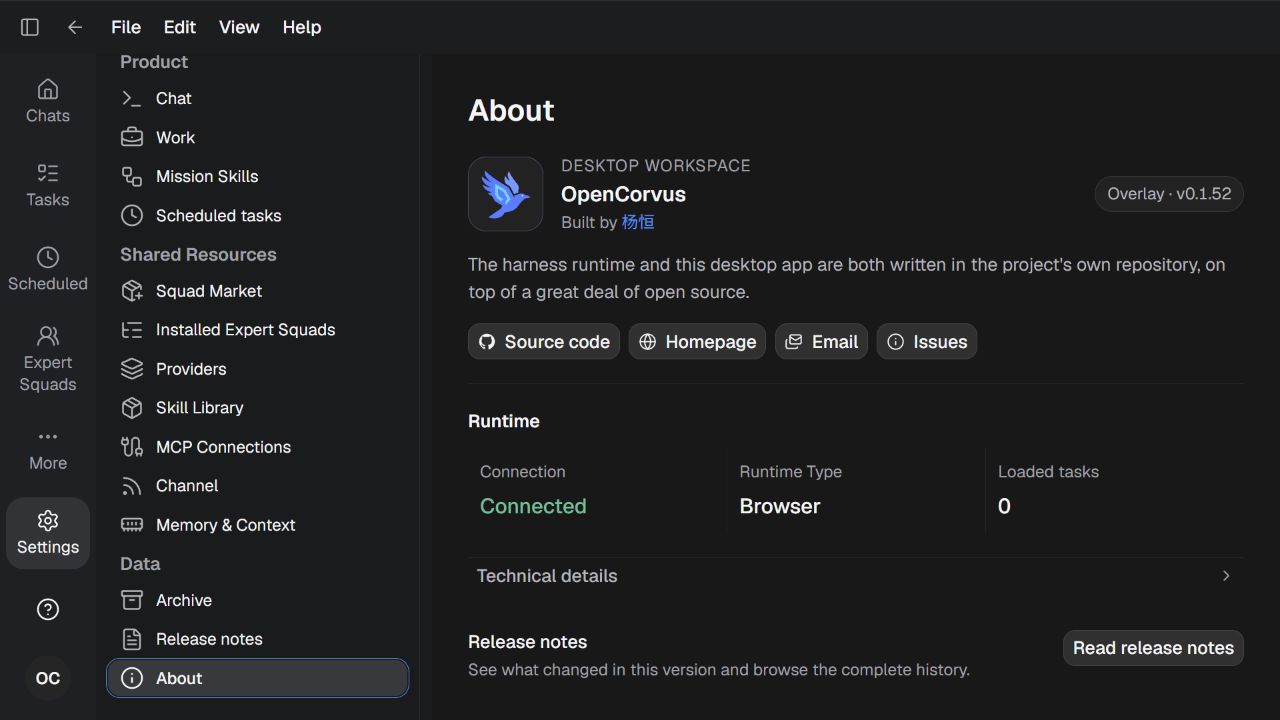 File Edit View Help
Chats
Tasks
Scheduled
Expert
Squads
More
Settings
OC
Product
Chat
Work
Mission Skills
Scheduled tasks
Shared Resources
Squad Market
Installed Expert Squads
Providers
Skill Library
MCP Connections
Channel
Memory & Context
Data
Archive
Release notes
About
About
DESKTOP WORKSPACE
OpenCorvus
Built by 杨恒
Overlay · v0.1.52
The harness runtime and this desktop app are both written in the project's own repository, on
top of a great deal of open source.
Source code Homepage Email Issues
Runtime
Connection Runtime Type Loaded tasks
Connected Browser 0
Technical details
Release notes
See what changed in this version and browse the complete history.
Read release notes